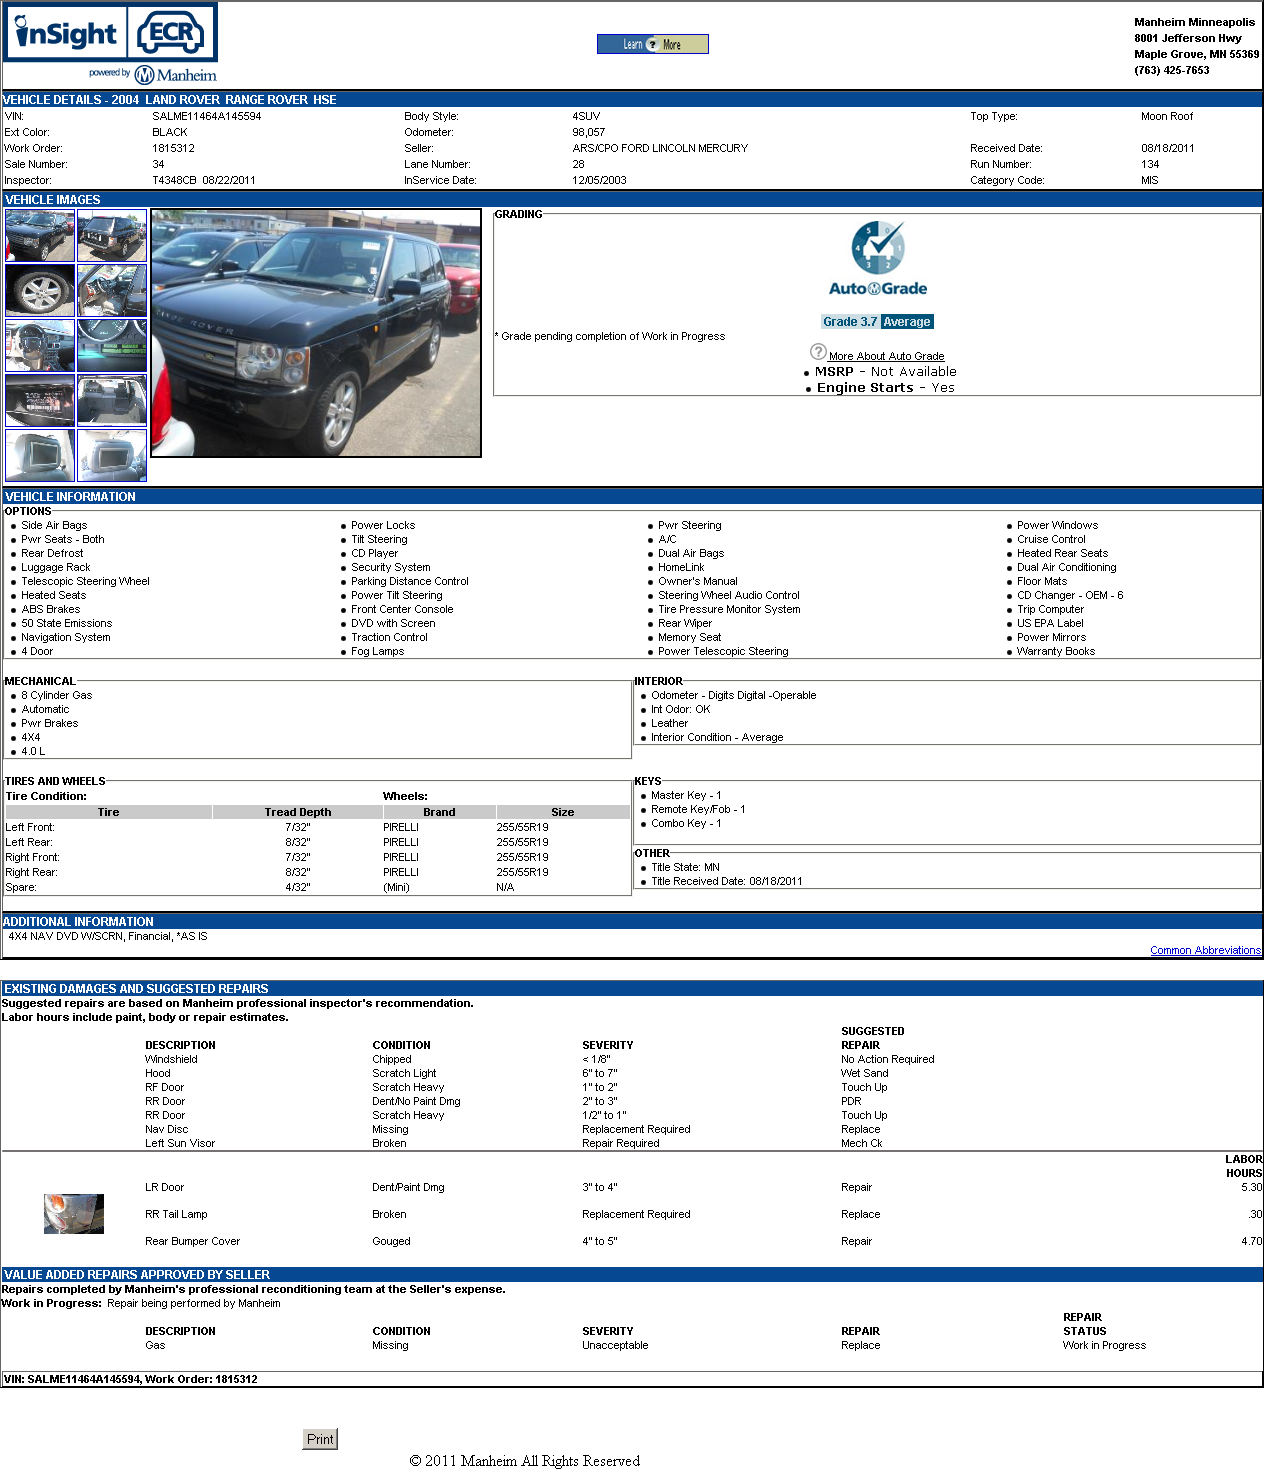 inSight ECR
powered by Manheim
Learn ? More
Manheim Minneapolis
8001 Jefferson Hwy
Maple Grove, MN 55369
(763) 425-7653
VEHICLE DETAILS - 2004 LAND ROVER RANGE ROVER HSE
VIN: SALME11464A145594 Body Style: 4SUV Top Type: Moon Roof
Ext Color: BLACK Odometer: 98,057
Work Order: 1815312 Seller: ARS/CPO FORD LINCOLN MERCURY Received Date: 08/18/2011
Sale Number: 34 Lane Number: 28 Run Number: 134
Inspector: T4348CB 08/22/2011 InService Date: 12/05/2003 Category Code: MIS
VEHICLE IMAGES
RANGE ROVER
GRADING
5 0 4 1 3 2
AutoGrade
Grade 3.7 Average
* Grade pending completion of Work in Progress
? More About Auto Grade
• MSRP - Not Available
• Engine Starts - Yes
VEHICLE INFORMATION
OPTIONS
• Side Air Bags • Power Locks • Pwr Steering • Power Windows
• Pwr Seats - Both • Tilt Steering • A/C • Cruise Control
• Rear Defrost • CD Player • Dual Air Bags • Heated Rear Seats
• Luggage Rack • Security System • HomeLink • Dual Air Conditioning
• Telescopic Steering Wheel • Parking Distance Control • Owner's Manual • Floor Mats
• Heated Seats • Power Tilt Steering • Steering Wheel Audio Control • CD Changer - OEM - 6
• ABS Brakes • Front Center Console • Tire Pressure Monitor System • Trip Computer
• 50 State Emissions • DVD with Screen • Rear Wiper • US EPA Label
• Navigation System • Traction Control • Memory Seat • Power Mirrors
• 4 Door • Fog Lamps • Power Telescopic Steering • Warranty Books
MECHANICAL
• 8 Cylinder Gas
• Automatic
• Pwr Brakes
• 4X4
• 4.0 L
INTERIOR
• Odometer - Digits Digital -Operable
• Int Odor: OK
• Leather
• Interior Condition - Average
TIRES AND WHEELS
Tire Condition: Wheels:
Tire Tread Depth Brand Size
Left Front: 7/32" PIRELLI 255/55R19
Left Rear: 8/32" PIRELLI 255/55R19
Right Front: 7/32" PIRELLI 255/55R19
Right Rear: 8/32" PIRELLI 255/55R19
Spare: 4/32" (Mini) N/A
KEYS
• Master Key - 1
• Remote Key/Fob - 1
• Combo Key - 1
OTHER
• Title State: MN
• Title Received Date: 08/18/2011
ADDITIONAL INFORMATION
4X4 NAV DVD W/SCRN, Financial, *AS IS
Common Abbreviations
EXISTING DAMAGES AND SUGGESTED REPAIRS
Suggested repairs are based on Manheim professional inspector's recommendation.
Labor hours include paint, body or repair estimates.
DESCRIPTION CONDITION SEVERITY SUGGESTED REPAIR
Windshield Chipped < 1/8" No Action Required
Hood Scratch Light 6" to 7" Wet Sand
RF Door Scratch Heavy 1" to 2" Touch Up
RR Door Dent/No Paint Dmg 2" to 3" PDR
RR Door Scratch Heavy 1/2" to 1" Touch Up
Nav Disc Missing Replacement Required Replace
Left Sun Visor Broken Repair Required Mech Ck
LABOR HOURS
LR Door Dent/Paint Dmg 3" to 4" Repair 5.30
RR Tail Lamp Broken Replacement Required Replace .30
Rear Bumper Cover Gouged 4" to 5" Repair 4.70
VALUE ADDED REPAIRS APPROVED BY SELLER
Repairs completed by Manheim's professional reconditioning team at the Seller's expense.
Work in Progress: Repair being performed by Manheim
DESCRIPTION CONDITION SEVERITY REPAIR REPAIR STATUS
Gas Missing Unacceptable Replace Work in Progress
VIN: SALME11464A145594, Work Order: 1815312
Print
© 2011 Manheim All Rights Reserved